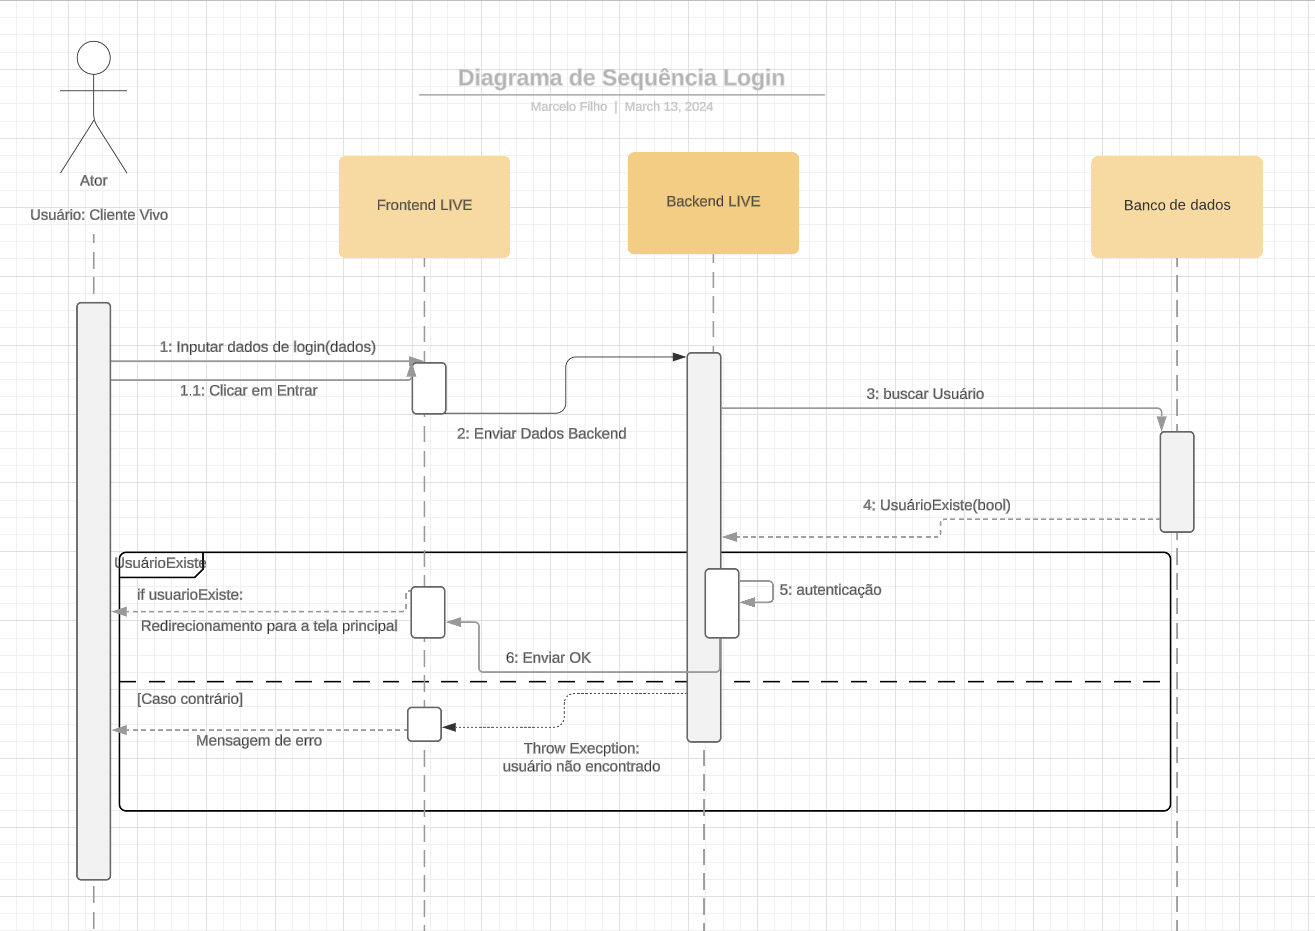 Diagrama de Sequência Login
Marcelo Filho | March 13, 2024
Ator
Usuário: Cliente Vivo
Frontend LIVE
Backend LIVE
Banco de dados
1: Inputar dados de login(dados)
1.1: Clicar em Entrar
2: Enviar Dados Backend
3: buscar Usuário
4: UsuárioExiste(bool)
UsuárioExiste
if usuarioExiste:
5: autenticação
Redirecionamento para a tela principal
6: Enviar OK
[Caso contrário]
Mensagem de erro
Throw Execption:
usuário não encontrado